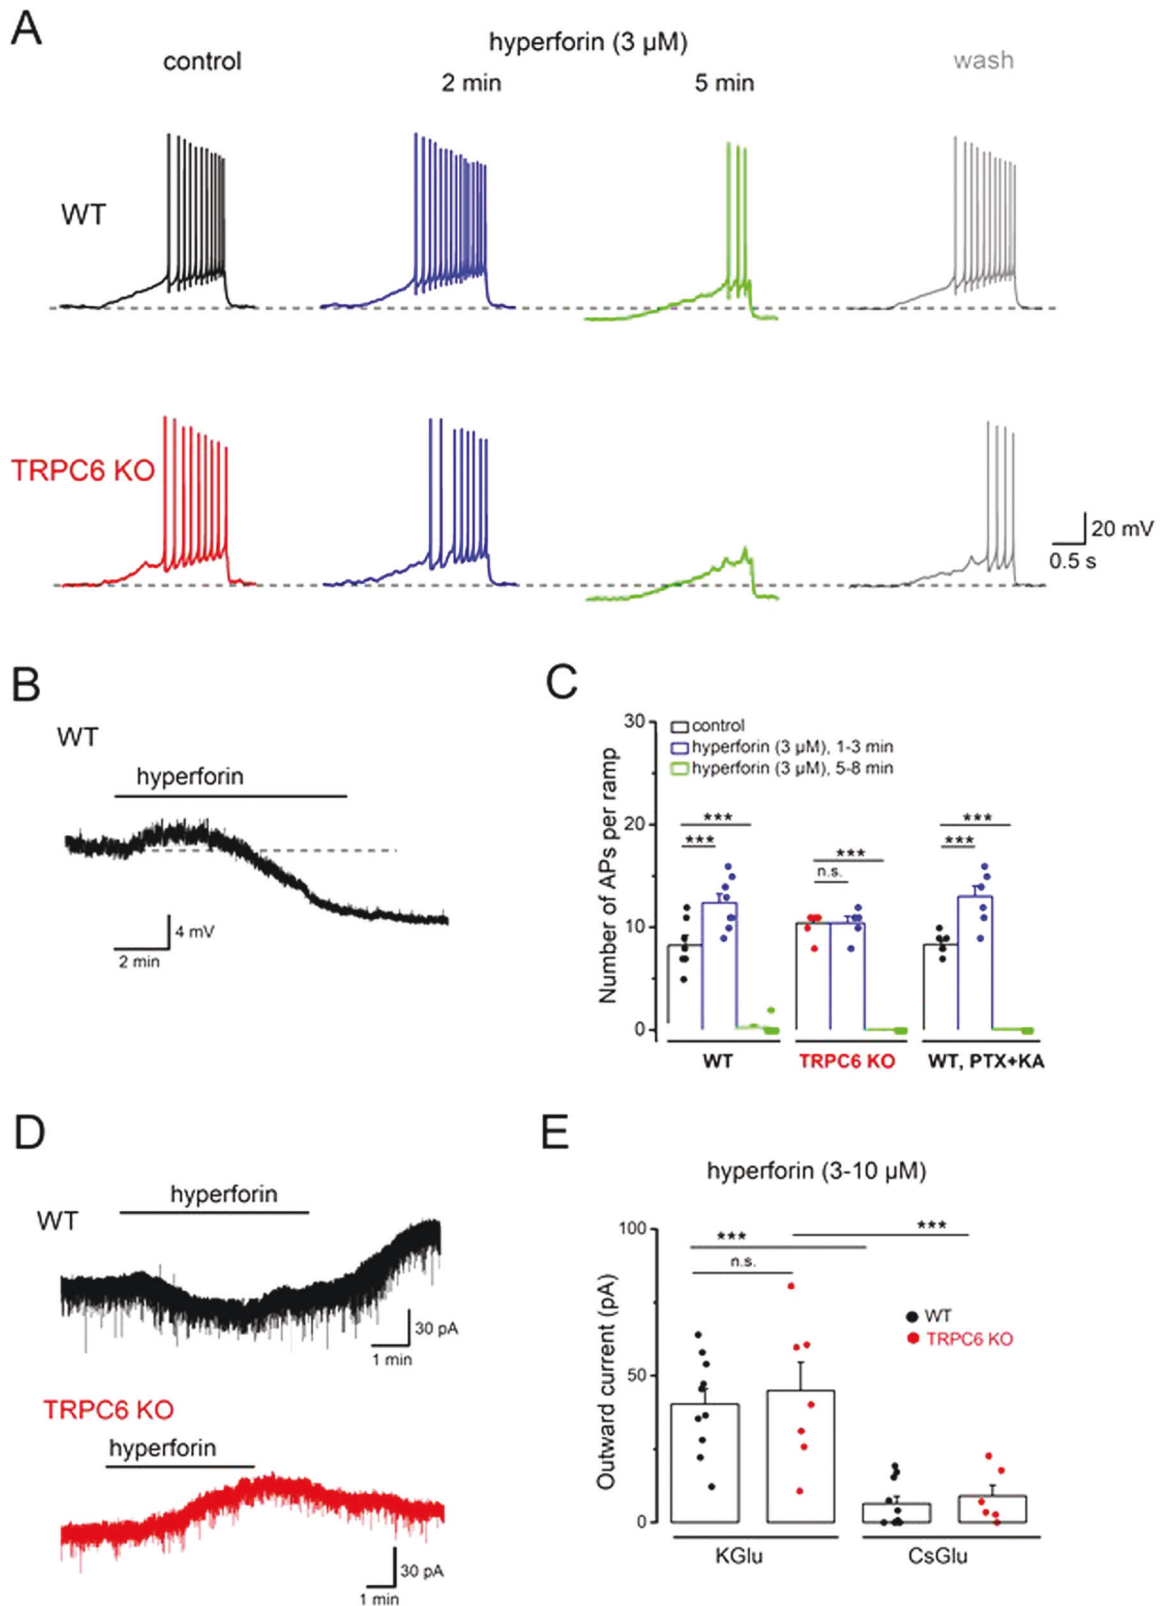 A
hyperforin (3 µM)
control
2 min
5 min
wash
WT
TRPC6 KO
20 mV
0.5 s
B
WT
hyperforin
4 mV
2 min
C
Number of APs per ramp
30
20
10
0
control
hyperforin (3 µM), 1-3 min
hyperforin (3 µM), 5-8 min
***
***
***
n.s.
***
***
WT
TRPC6 KO
WT, PTX+KA
D
hyperforin
WT
30 pA
1 min
TRPC6 KO
hyperforin
30 pA
1 min
E
hyperforin (3-10 µM)
Outward current (pA)
100
50
0
***
n.s.
***
WT
TRPC6 KO
KGlu
CsGlu